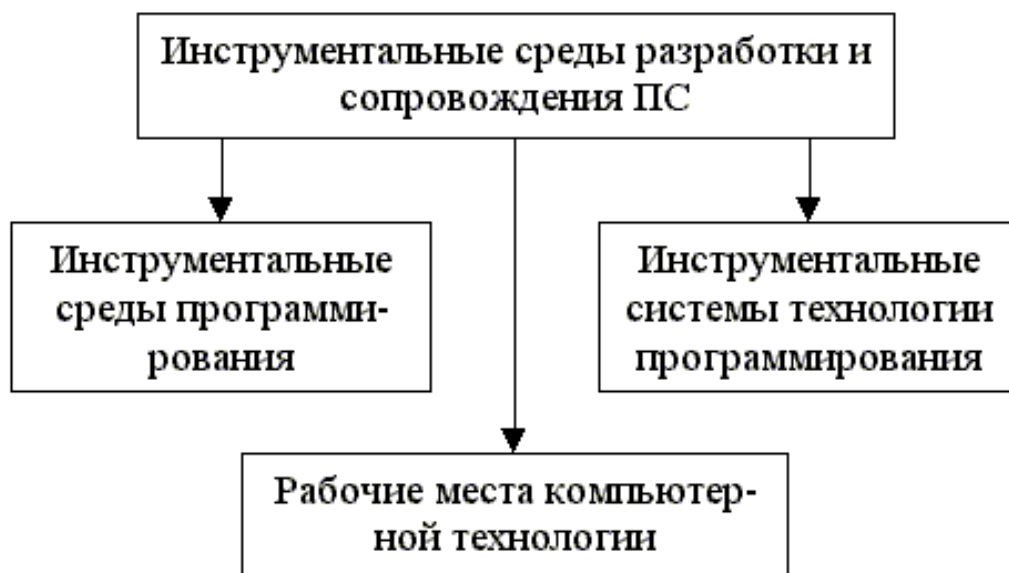 Инструментальные среды разработки и
сопровождения ПС
Инструментальные
среды программи-
рования
Инструментальные
системы технологии
программирования
Рабочие места компьютер-
ной технологии